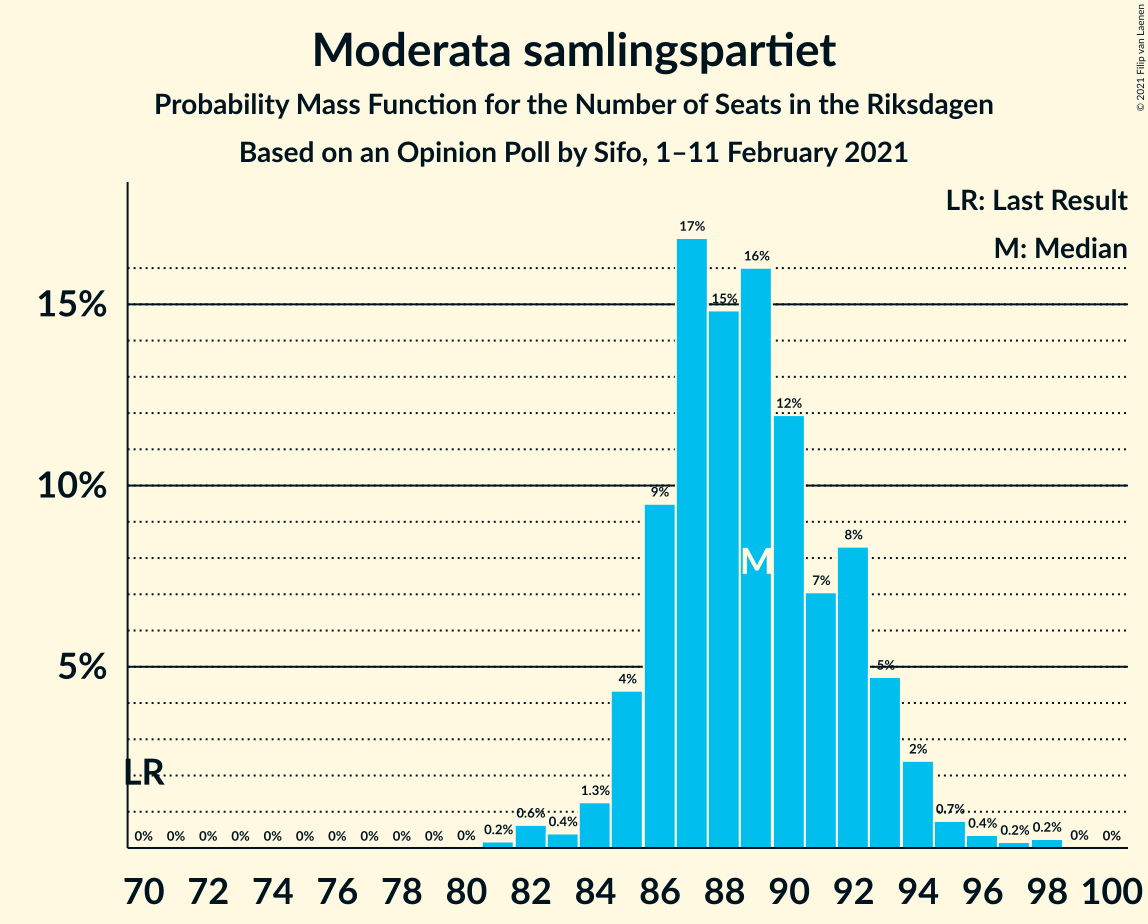 Moderata samlingspartiet
Probability Mass Function for the Number of Seats in the Riksdagen
Based on an Opinion Poll by Sifo, 1–11 February 2021
© 2021 Filip van Laenen
LR: Last Result
M: Median
15%
10%
5%
LR
M
0% 0% 0% 0% 0% 0% 0% 0% 0% 0% 0% 0.2% 0.6% 0.4% 1.3% 4% 9% 17% 15% 16% 12% 7% 8% 5% 2% 0.7% 0.4% 0.2% 0.2% 0% 0%
70 72 74 76 78 80 82 84 86 88 90 92 94 96 98 100